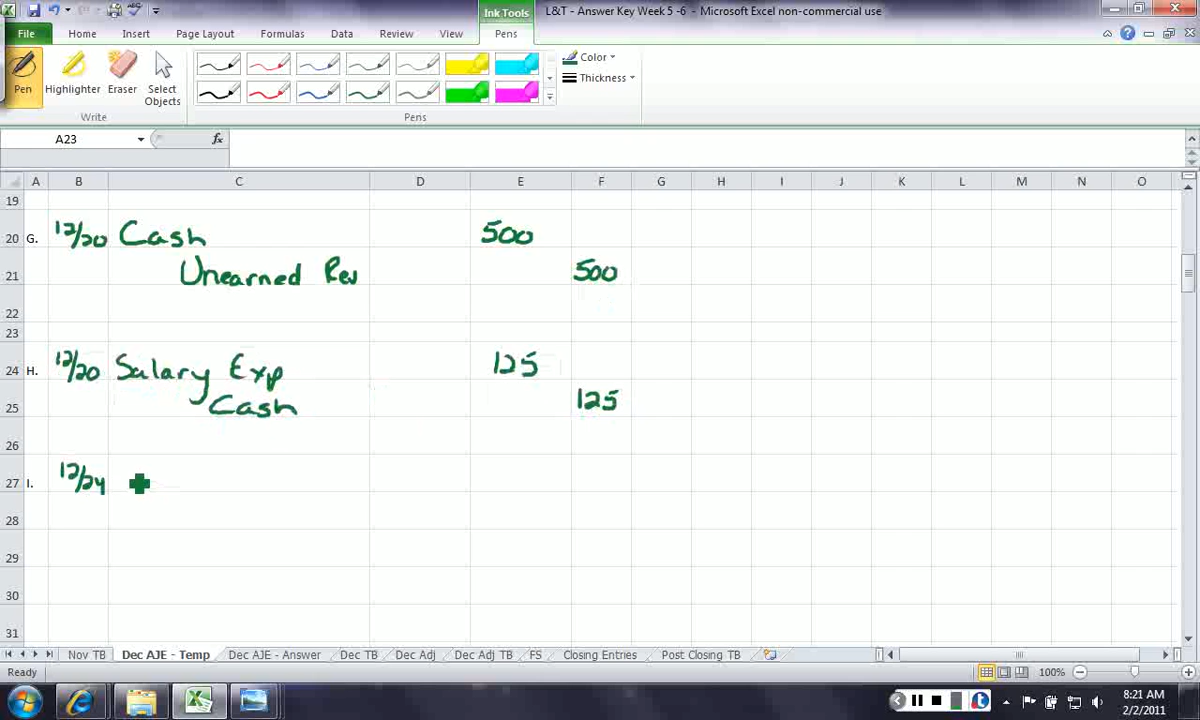 Ink Tools
L&T - Answer Key Week 5 -6 - Microsoft Excel non-commercial use
File Home Insert Page Layout Formulas Data Review View Pens
Pen Highlighter Eraser Select Objects
Color
Thickness
Write Pens
A23 fx
A B C D E F G H I J K L M N O
19
20 G. 12/20 Cash 500
21 Unearned Rev 500
22
23
24 H. 12/20 Salary Exp 125
25 Cash 125
26
27 I. 12/24
28
29
30
31
Nov TB Dec AJE - Temp Dec AJE - Answer Dec TB Dec Adj Dec Adj TB FS Closing Entries Post Closing TB
Ready 100%
8:21 AM
2/2/2011